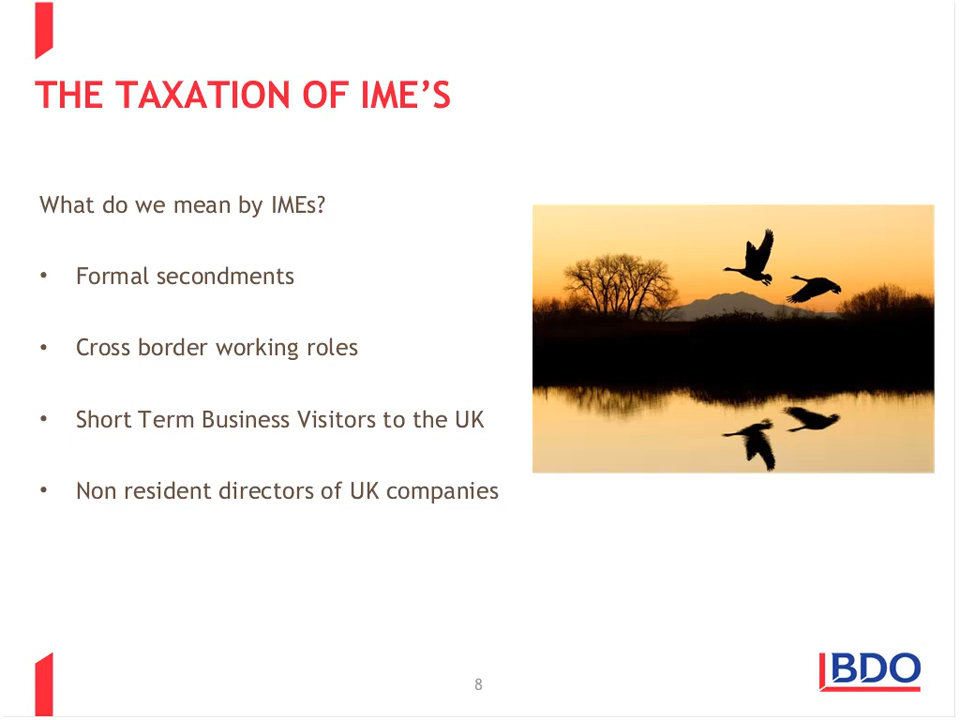 THE TAXATION OF IME’S
What do we mean by IMEs?
• Formal secondments
• Cross border working roles
• Short Term Business Visitors to the UK
• Non resident directors of UK companies
8
BDO